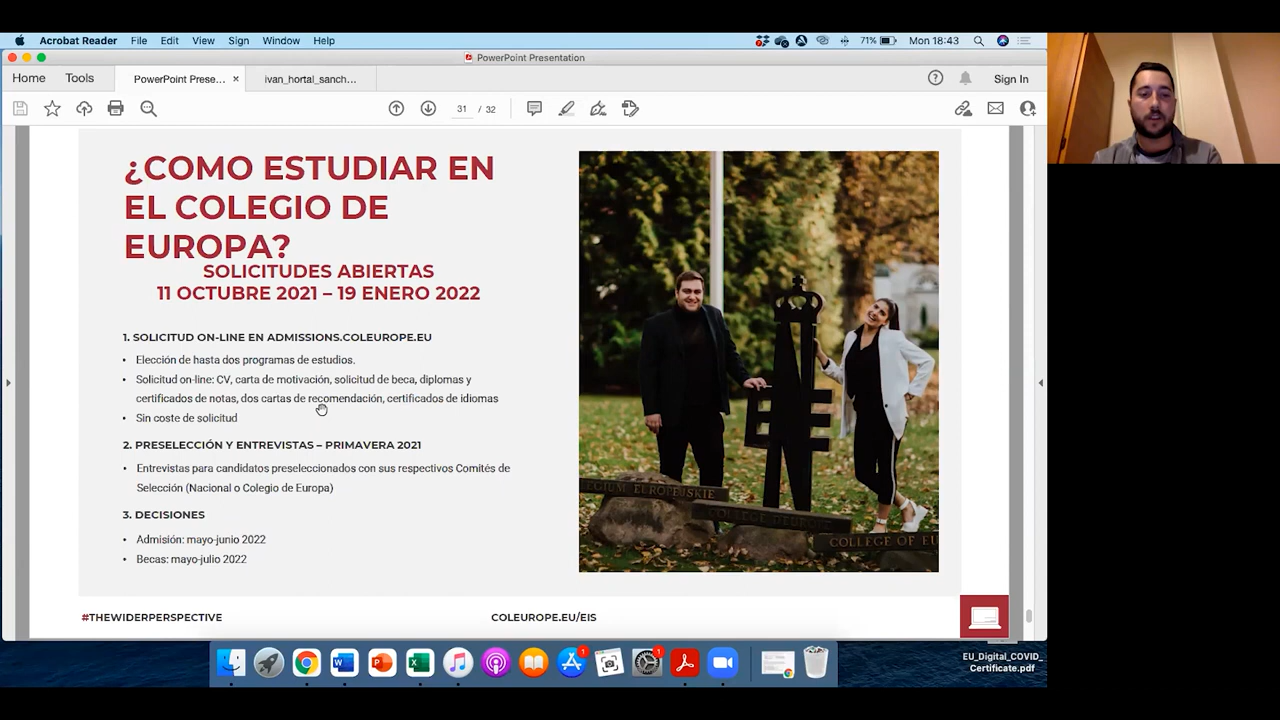 Acrobat Reader File Edit View Sign Window Help
71% Mon 18:43
PowerPoint Presentation
Home Tools PowerPoint Prese... × ivan_hortal_sanch... Sign In
31 / 32
¿COMO ESTUDIAR EN
EL COLEGIO DE
EUROPA?
SOLICITUDES ABIERTAS
11 OCTUBRE 2021 – 19 ENERO 2022
1. SOLICITUD ON-LINE EN ADMISSIONS.COLEUROPE.EU
• Elección de hasta dos programas de estudios.
• Solicitud on-line: CV, carta de motivación, solicitud de beca, diplomas y
certificados de notas, dos cartas de recomendación, certificados de idiomas
• Sin coste de solicitud
2. PRESELECCIÓN Y ENTREVISTAS – PRIMAVERA 2021
• Entrevistas para candidatos preseleccionados con sus respectivos Comités de
Selección (Nacional o Colegio de Europa)
3. DECISIONES
• Admisión: mayo-junio 2022
• Becas: mayo-julio 2022
EGIUM EUROPEJSKIE
COLLEGE D'EUROPE
COLLEGE OF EU
#THEWIDERPERSPECTIVE
COLEUROPE.EU/EIS
EU_Digital_COVID_
Certificate.pdf